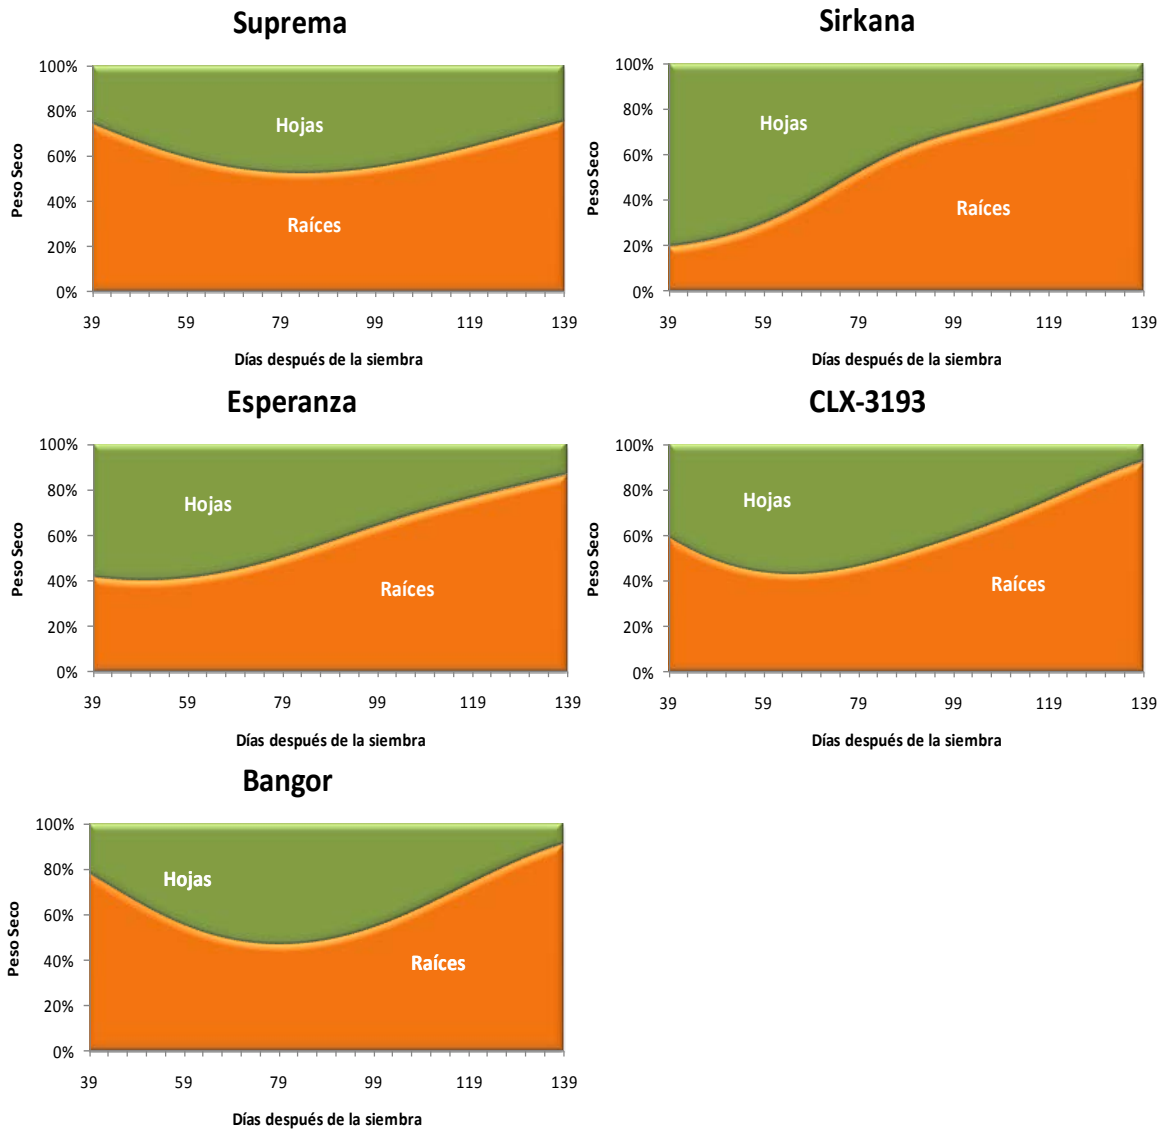 Suprema
100%
80%
60%
40%
20%
0%
Peso Seco
Hojas
Raíces
39 59 79 99 119 139
Días después de la siembra
Sirkana
100%
80%
60%
40%
20%
0%
Peso Seco
Hojas
Raíces
39 59 79 99 119 139
Días después de la siembra
Esperanza
100%
80%
60%
40%
20%
0%
Peso Seco
Hojas
Raíces
39 59 79 99 119 139
Días después de la siembra
CLX-3193
100%
80%
60%
40%
20%
0%
Peso Seco
Hojas
Raíces
39 59 79 99 119 139
Días después de la siembra
Bangor
100%
80%
60%
40%
20%
0%
Peso Seco
Hojas
Raíces
39 59 79 99 119 139
Días después de la siembra